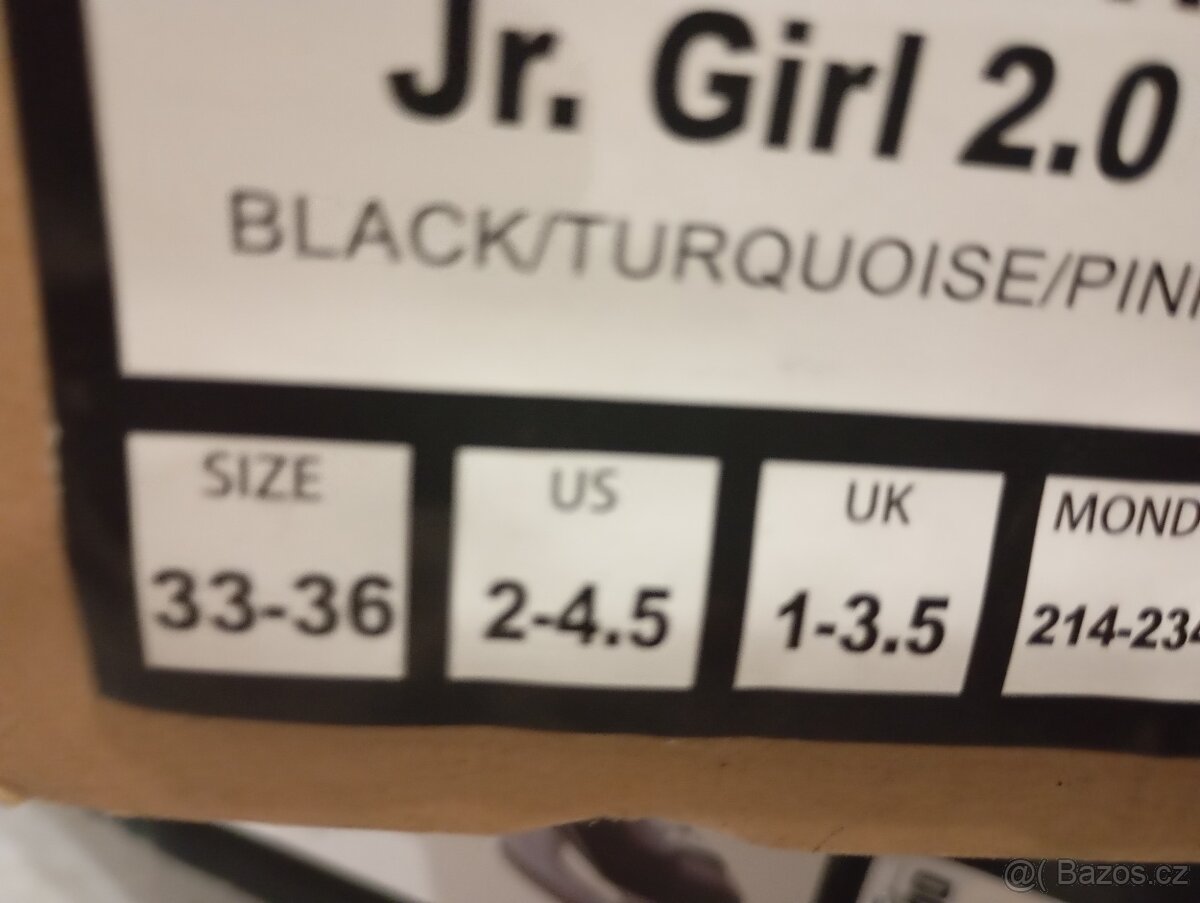 Jr. Girl 2.0
BLACK/TURQUOISE/PIN
SIZE US UK MOND
33-36 2-4.5 1-3.5 214-234
@( Bazos.cz